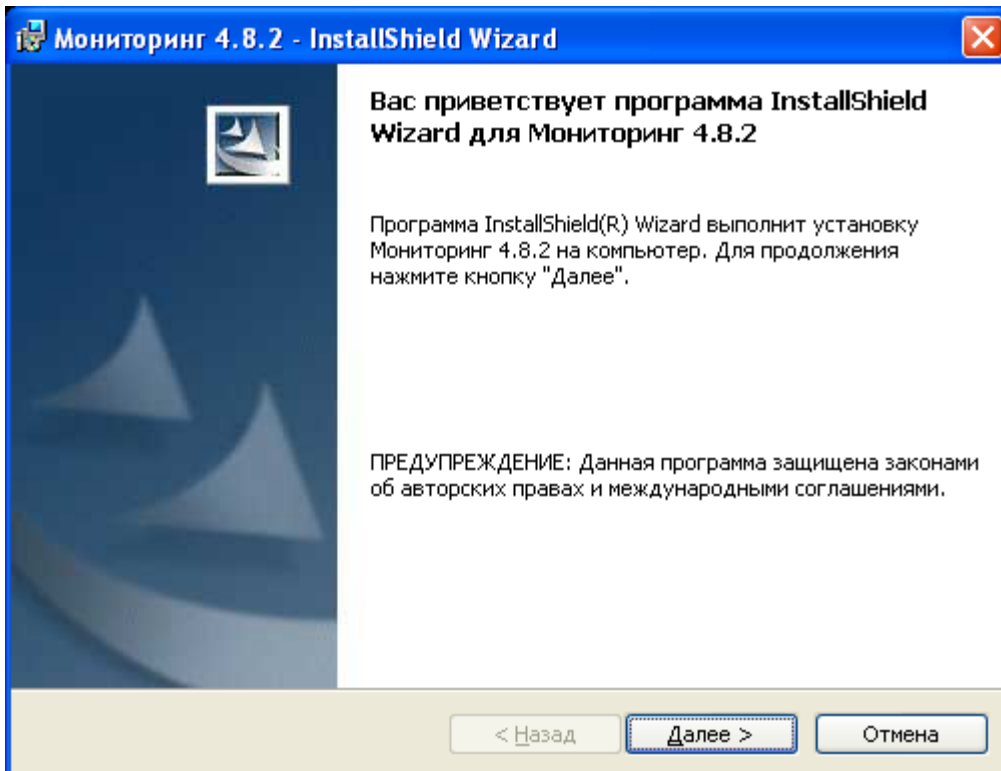 Мониторинг 4.8.2 - InstallShield Wizard
Вас приветствует программа InstallShield
Wizard для Мониторинг 4.8.2
Программа InstallShield(R) Wizard выполнит установку
Мониторинг 4.8.2 на компьютер. Для продолжения
нажмите кнопку "Далее".
ПРЕДУПРЕЖДЕНИЕ: Данная программа защищена законами
об авторских правах и международными соглашениями.
< Назад Далее > Отмена